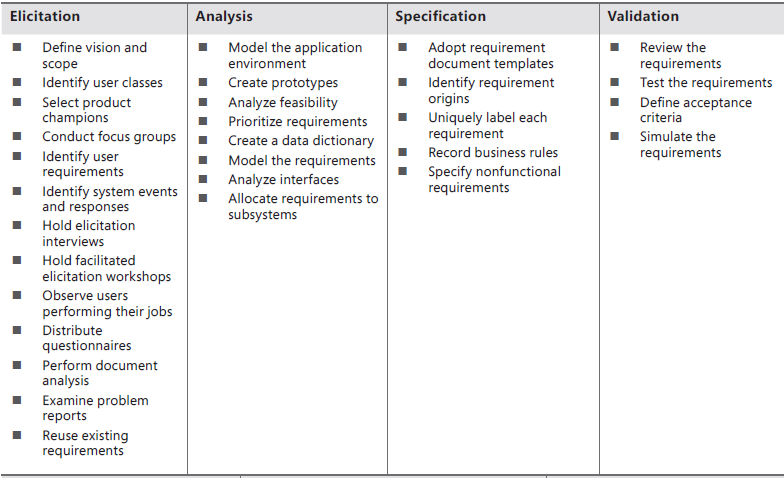 Elicitation
Define vision and
scope
Identify user classes
Select product
champions
Conduct focus groups
Identify user
requirements
Identify system events
and responses
Hold elicitation
interviews
Hold facilitated
elicitation workshops
Observe users
performing their jobs
Distribute
questionnaires
Perform document
analysis
Examine problem
reports
Reuse existing
requirements
Analysis
Model the application
environment
Create prototypes
Analyze feasibility
Prioritize requirements
Create a data dictionary
Model the requirements
Analyze interfaces
Allocate requirements to
subsystems
Specification
Adopt requirement
document templates
Identify requirement
origins
Uniquely label each
requirement
Record business rules
Specify nonfunctional
requirements
Validation
Review the
requirements
Test the requirements
Define acceptance
criteria
Simulate the
requirements